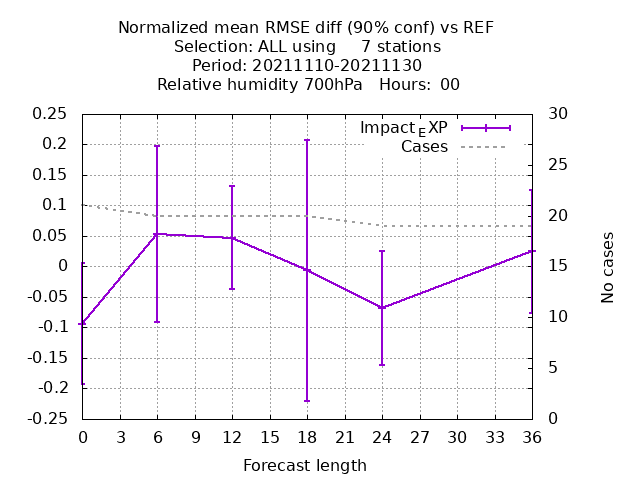 Normalized mean RMSE diff (90% conf) vs REF
Selection: ALL using 7 stations
Period: 20211110-20211130
Relative humidity 700hPa Hours: 00
0.25
0.2
0.15
0.1
0.05
0
-0.05
-0.1
-0.15
-0.2
-0.25
Impact_EXP
Cases
30
25
20
15
10
5
0
No cases
0 3 6 9 12 15 18 21 24 27 30 33 36
Forecast length